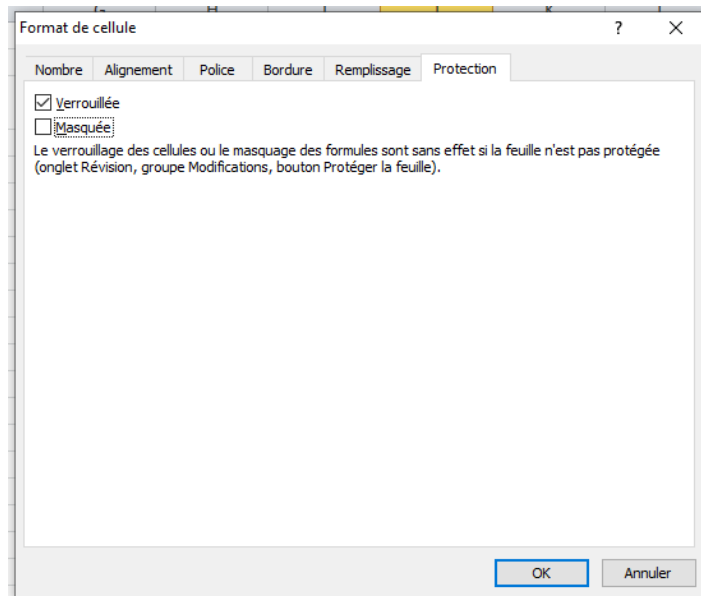 H K
Format de cellule ? X
Nombre Alignement Police Bordure Remplissage Protection
Verrouillée
Masquée
Le verrouillage des cellules ou le masquage des formules sont sans effet si la feuille n'est pas protégée
(onglet Révision, groupe Modifications, bouton Protéger la feuille).
OK Annuler